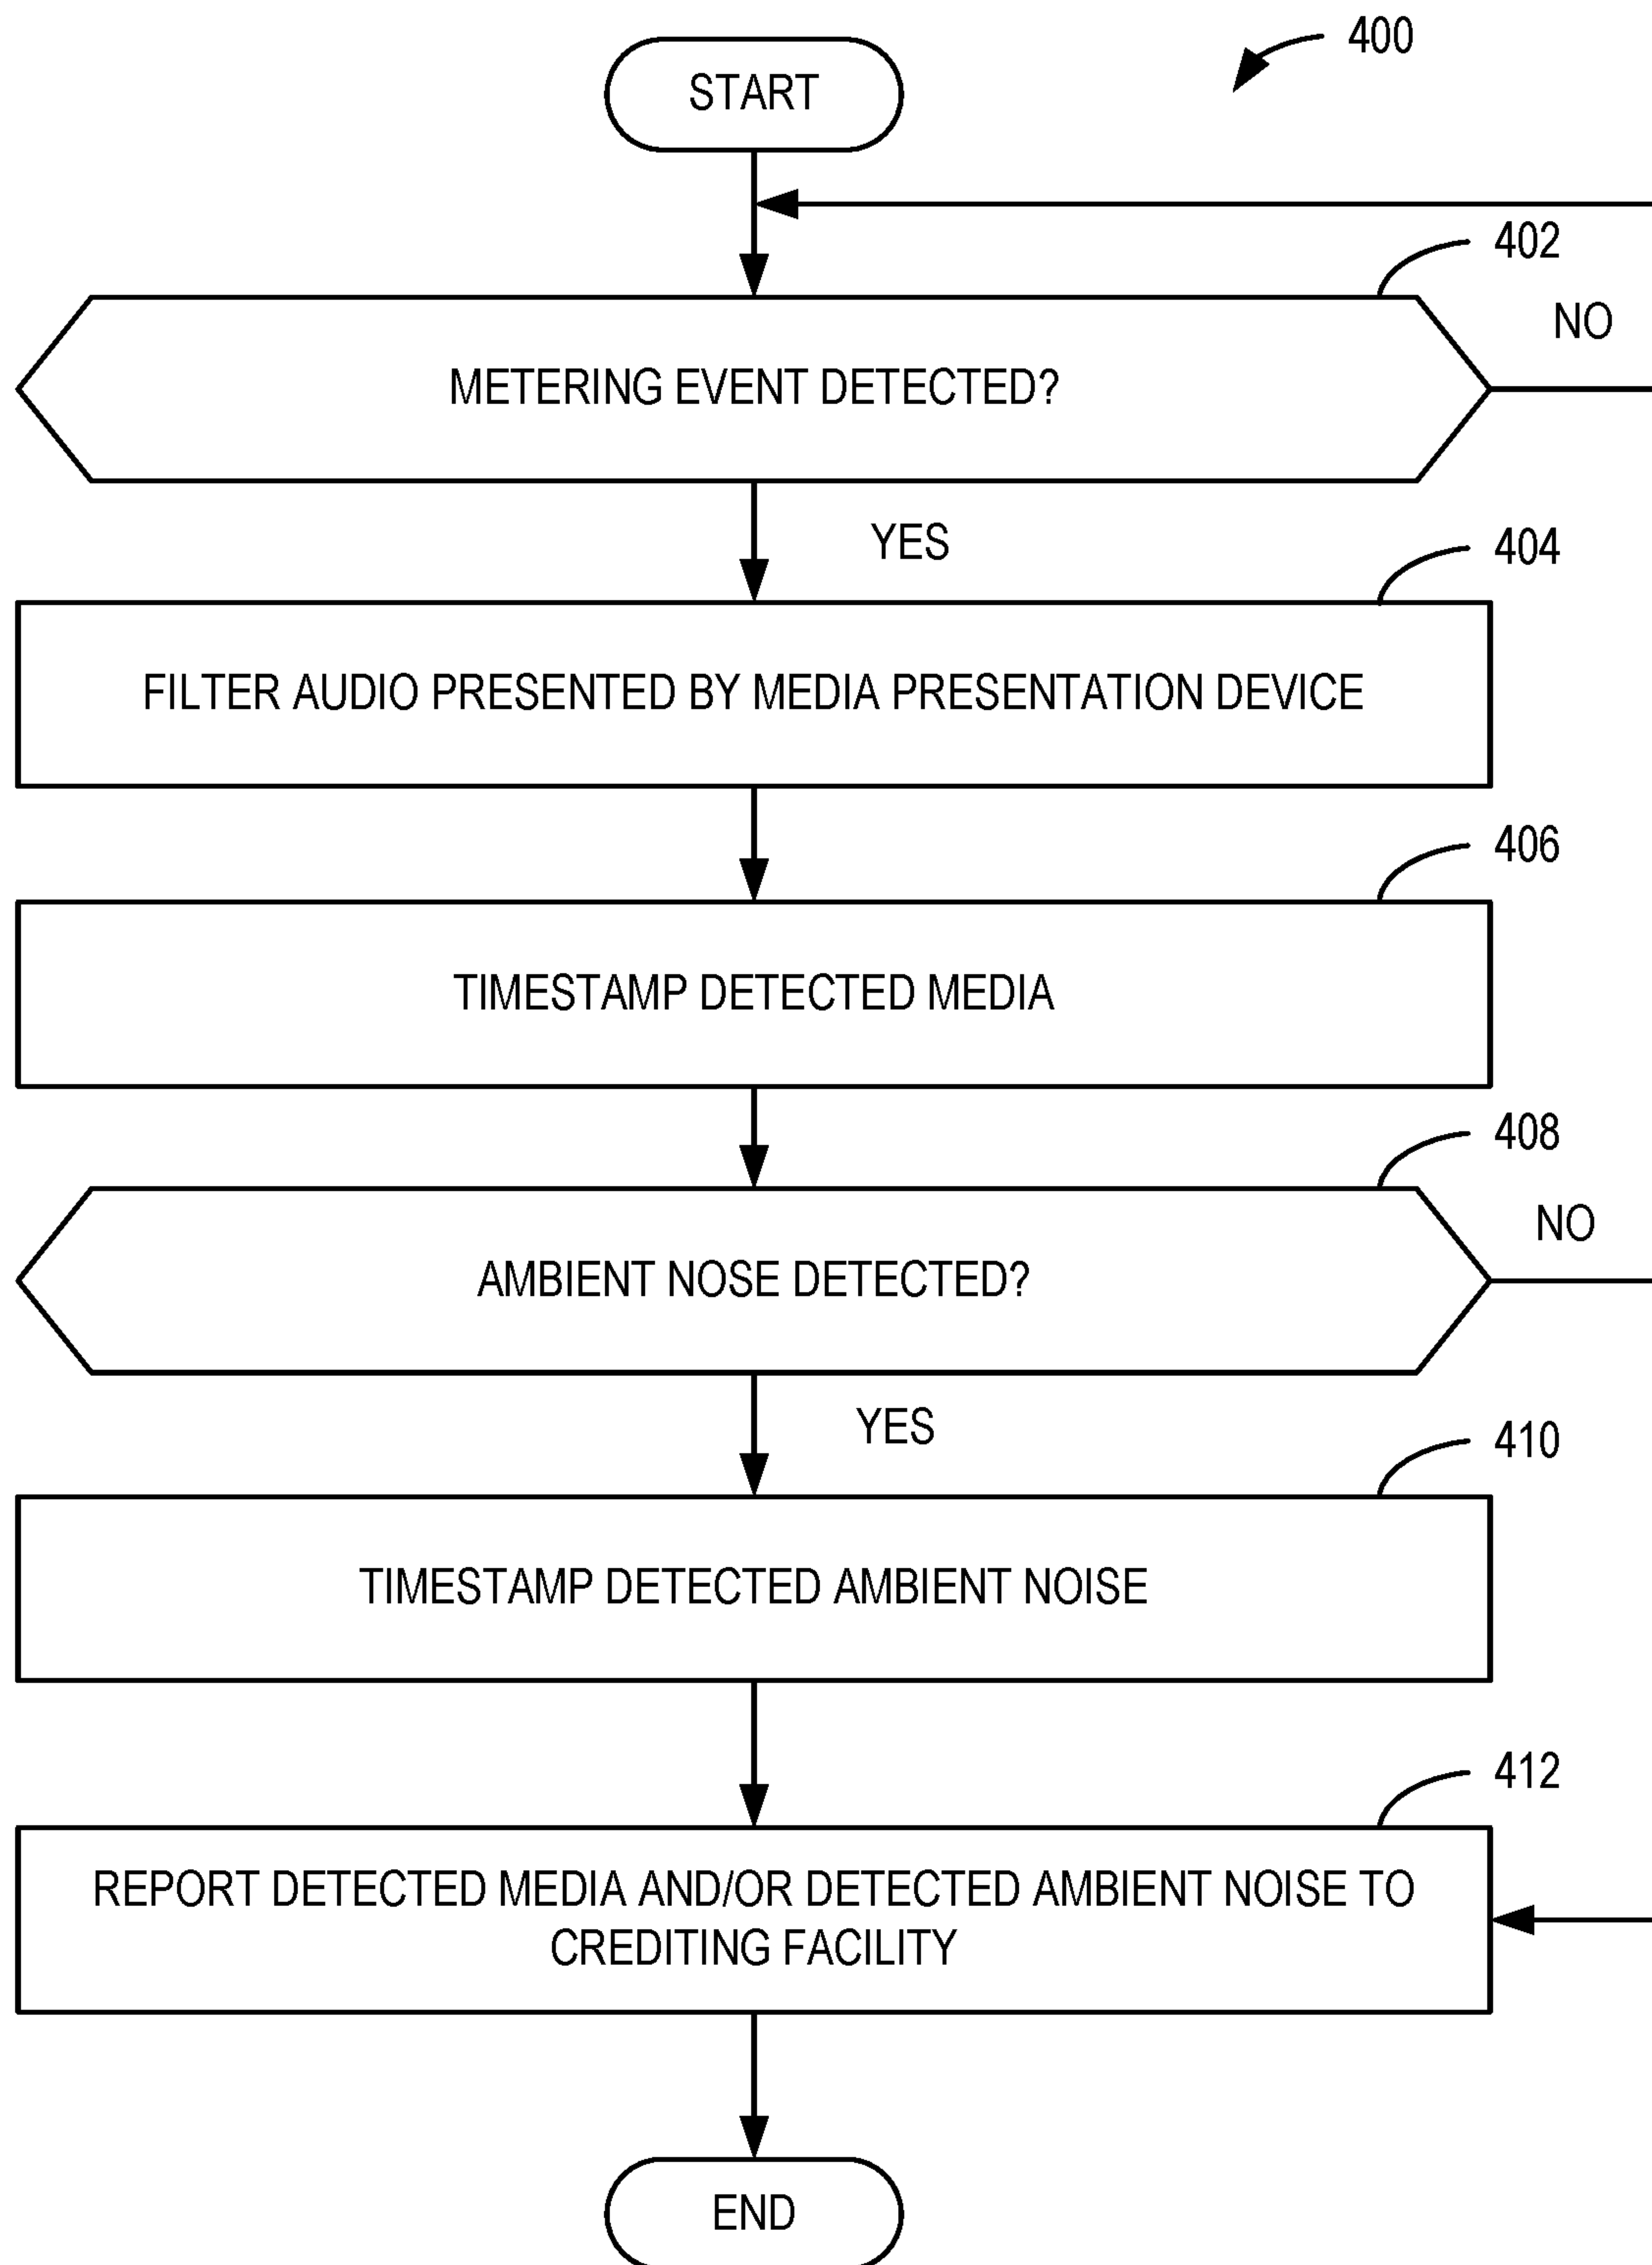 400
START
402
NO
METERING EVENT DETECTED?
YES
404
FILTER AUDIO PRESENTED BY MEDIA PRESENTATION DEVICE
406
TIMESTAMP DETECTED MEDIA
408
NO
AMBIENT NOSE DETECTED?
YES
410
TIMESTAMP DETECTED AMBIENT NOISE
412
REPORT DETECTED MEDIA AND/OR DETECTED AMBIENT NOISE TO
CREDITING FACILITY
END